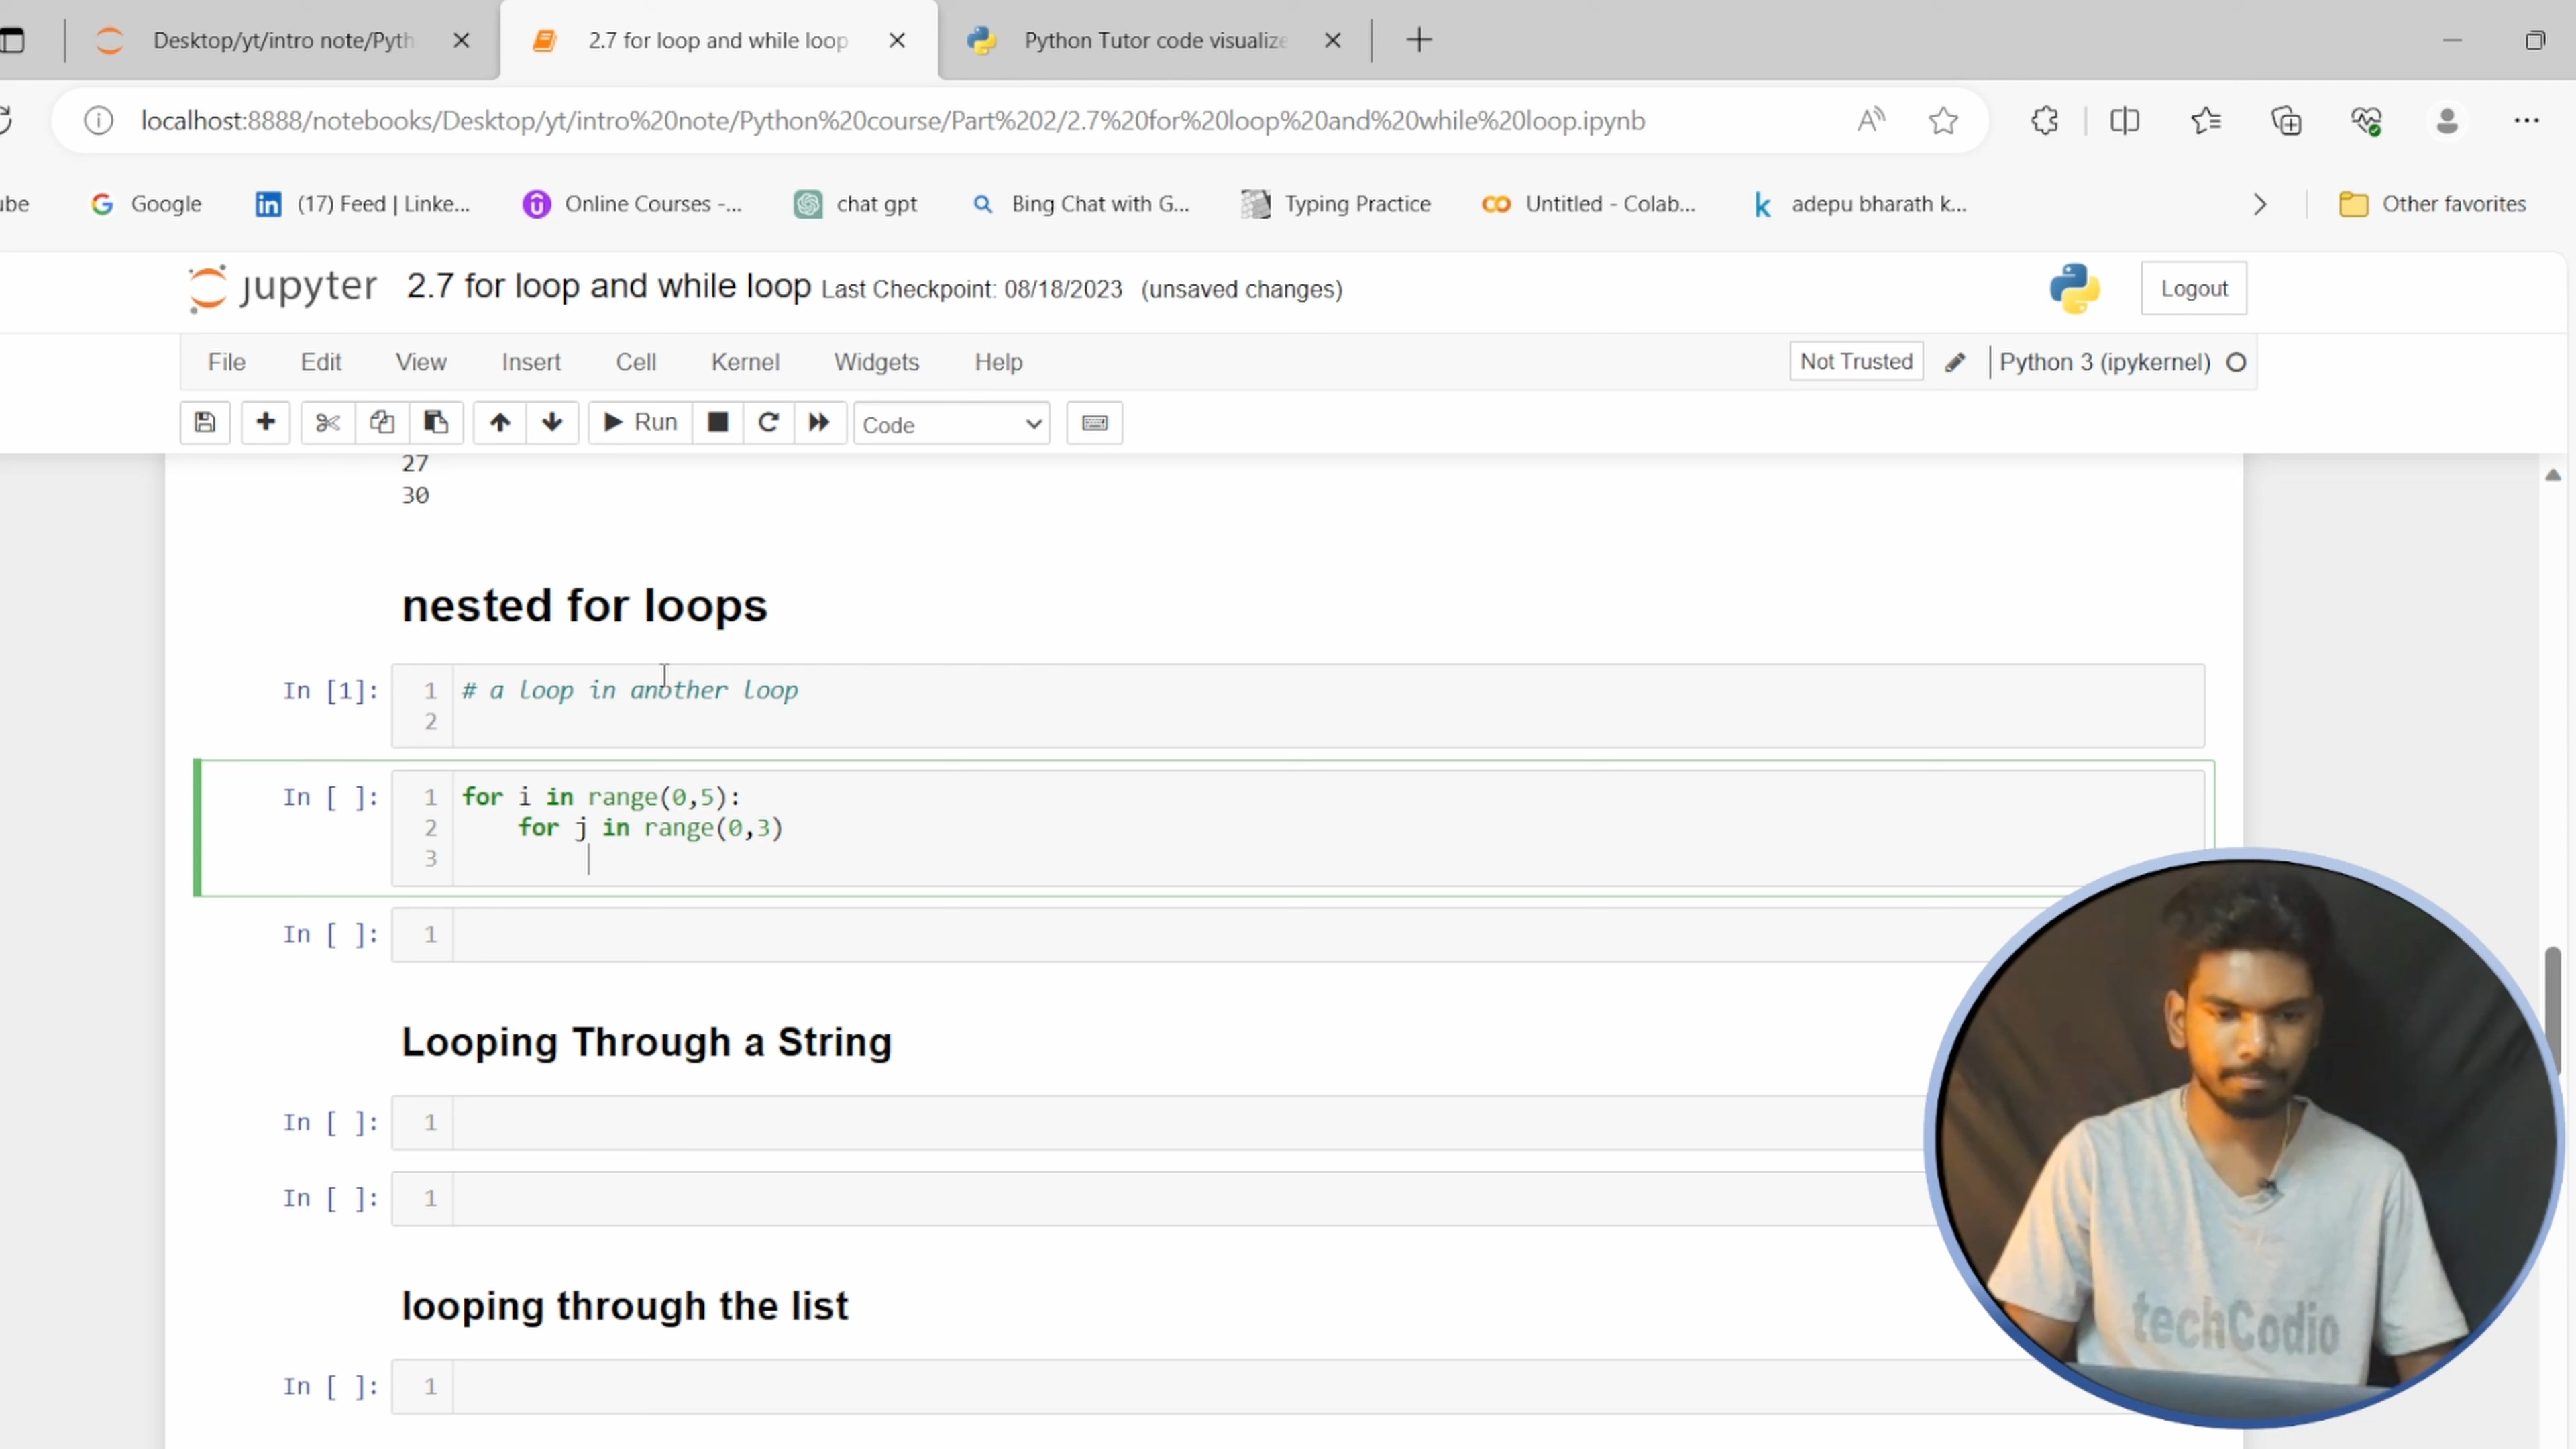 Desktop/yt/intro note/Pyth
2.7 for loop and while loop
Python Tutor code visualize
localhost:8888/notebooks/Desktop/yt/intro%20note/Python%20course/Part%202/2.7%20for%20loop%20and%20while%20loop.ipynb
ube
Google
(17) Feed | Linke...
Online Courses -...
chat gpt
Bing Chat with G...
Typing Practice
Untitled - Colab...
adepu bharath k...
Other favorites
jupyter 2.7 for loop and while loop Last Checkpoint: 08/18/2023 (unsaved changes)
Logout
File Edit View Insert Cell Kernel Widgets Help
Not Trusted
Python 3 (ipykernel)
Run
Code
27
30
nested for loops
In [1]: 1 # a loop in another loop
2
In [ ]: 1 for i in range(0,5):
2 for j in range(0,3)
3
In [ ]: 1
Looping Through a String
In [ ]: 1
In [ ]: 1
looping through the list
In [ ]: 1
techCodio